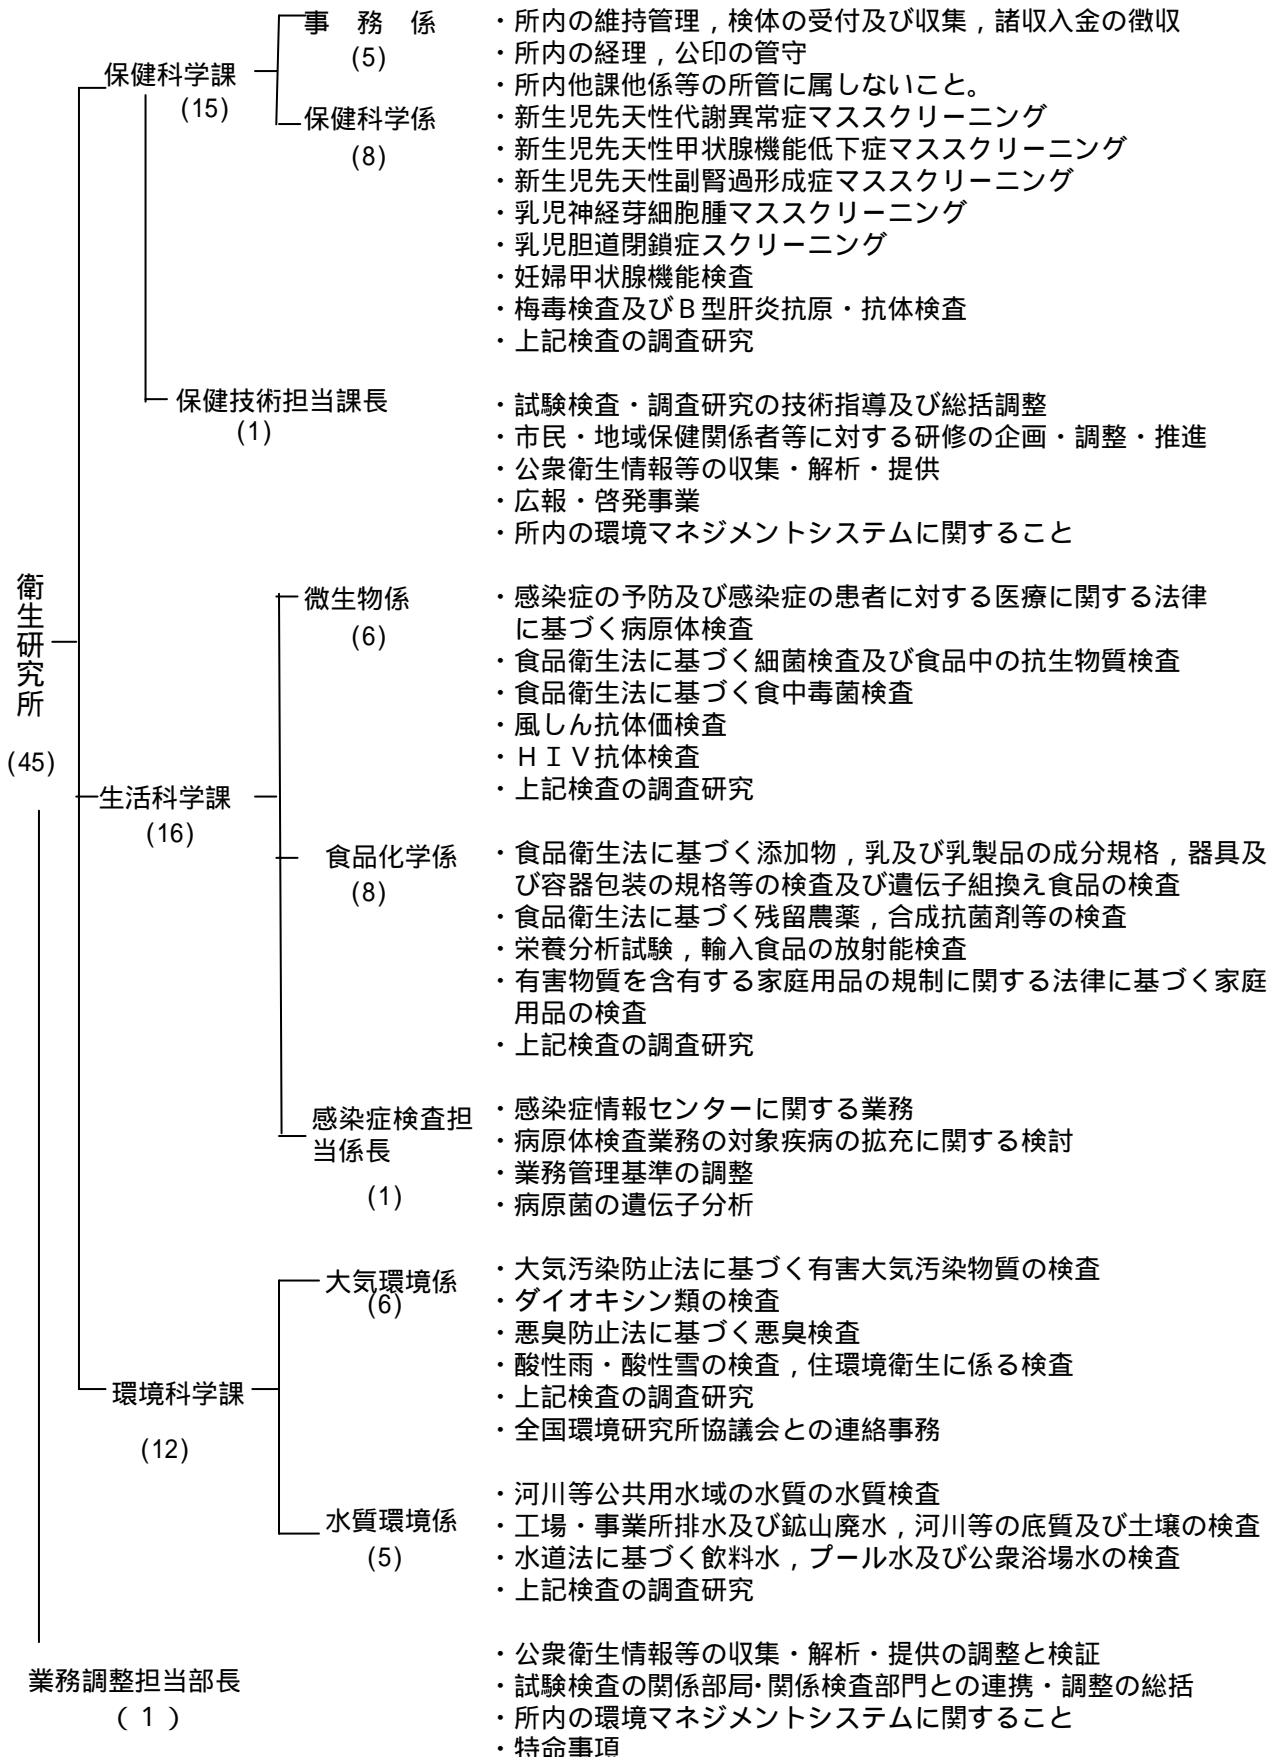 事　務　係
(5)
・所内の維持管理，検体の受付及び収集，諸収入金の徴収
・所内の経理，公印の管守
・所内他課他係等の所管に属しないこと。
保健科学課
(15)
保健科学係
(8)
・新生児先天性代謝異常症マススクリーニング
・新生児先天性甲状腺機能低下症マススクリーニング
・新生児先天性副腎過形成症マススクリーニング
・乳児神経芽細胞腫マススクリーニング
・乳児胆道閉鎖症スクリーニング
・妊婦甲状腺機能検査
・梅毒検査及びＢ型肝炎抗原・抗体検査
・上記検査の調査研究
保健技術担当課長
(1)
・試験検査・調査研究の技術指導及び総括調整
・市民・地域保健関係者等に対する研修の企画・調整・推進
・公衆衛生情報等の収集・解析・提供
・広報・啓発事業
・所内の環境マネジメントシステムに関すること
衛生研究所
(45)
微生物係
(6)
・感染症の予防及び感染症の患者に対する医療に関する法律
に基づく病原体検査
・食品衛生法に基づく細菌検査及び食品中の抗生物質検査
・食品衛生法に基づく食中毒菌検査
・風しん抗体価検査
・ＨＩＶ抗体検査
・上記検査の調査研究
生活科学課
(16)
食品化学係
(8)
・食品衛生法に基づく添加物，乳及び乳製品の成分規格，器具及
び容器包装の規格等の検査及び遺伝子組換え食品の検査
・食品衛生法に基づく残留農薬，合成抗菌剤等の検査
・栄養分析試験，輸入食品の放射能検査
・有害物質を含有する家庭用品の規制に関する法律に基づく家庭
用品の検査
・上記検査の調査研究
感染症検査担
当係長
(1)
・感染症情報センターに関する業務
・病原体検査業務の対象疾病の拡充に関する検討
・業務管理基準の調整
・病原菌の遺伝子分析
大気環境係
(6)
・大気汚染防止法に基づく有害大気汚染物質の検査
・ダイオキシン類の検査
・悪臭防止法に基づく悪臭検査
・酸性雨・酸性雪の検査，住環境衛生に係る検査
・上記検査の調査研究
・全国環境研究所協議会との連絡事務
環境科学課
(12)
水質環境係
(5)
・河川等公共用水域の水質の水質検査
・工場・事業所排水及び鉱山廃水，河川等の底質及び土壌の検査
・水道法に基づく飲料水，プール水及び公衆浴場水の検査
・上記検査の調査研究
業務調整担当部長
（１）
・公衆衛生情報等の収集・解析・提供の調整と検証
・試験検査の関係部局・関係検査部門との連携・調整の総括
・所内の環境マネジメントシステムに関すること
・特命事項